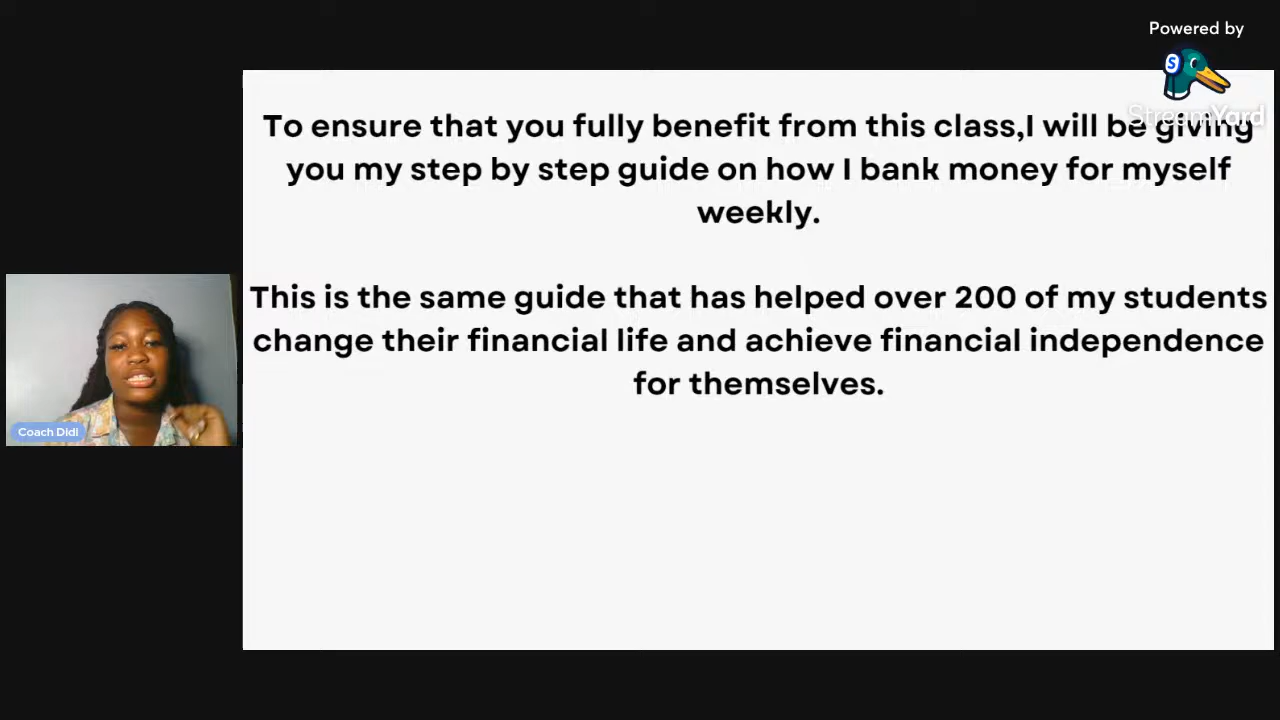 Powered by
StreamYard
To ensure that you fully benefit from this class,I will be giving
you my step by step guide on how I bank money for myself
weekly.
This is the same guide that has helped over 200 of my students
change their financial life and achieve financial independence
for themselves.
Coach Didi